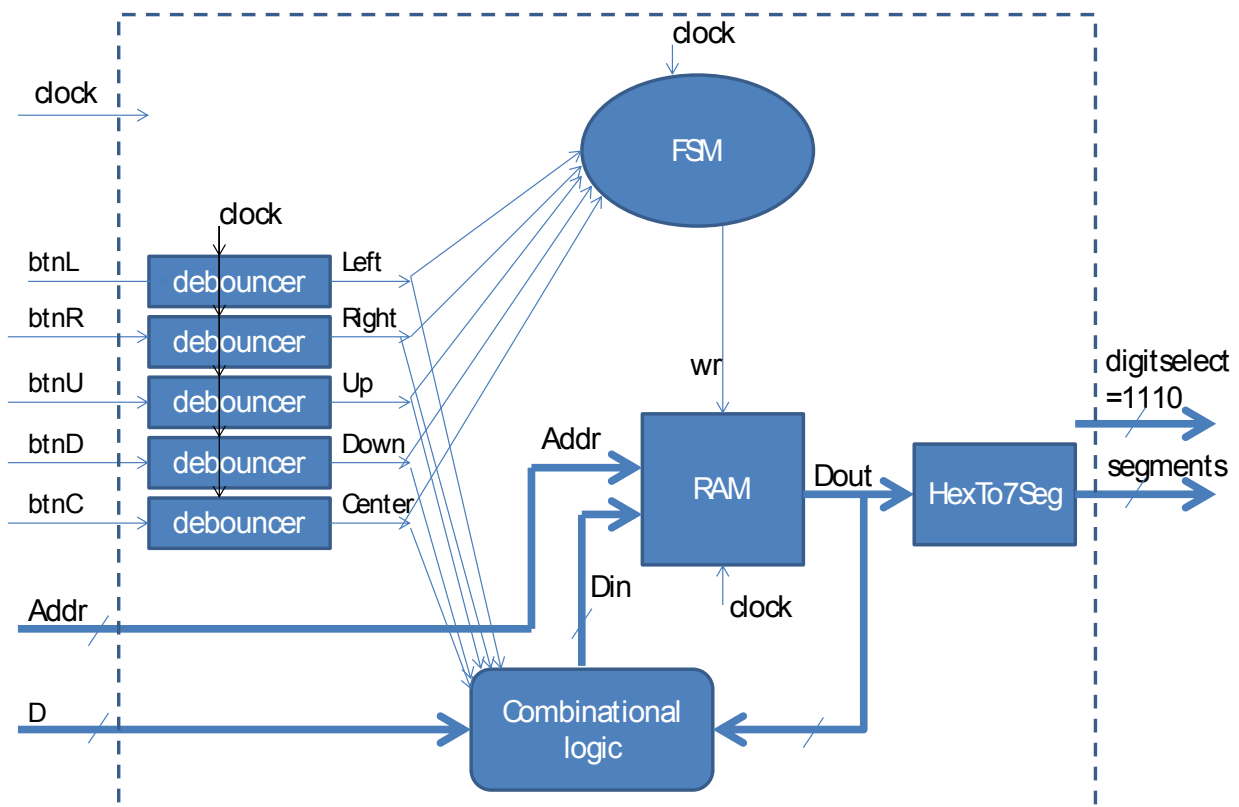 clock
clock
FSM
clock
btnL
debouncer
Left
btnR
debouncer
Right
btnU
debouncer
Up
btnD
debouncer
Down
btnC
debouncer
Center
wr
digitselect
=1110
Addr
RAM
Dout
HexTo7Seg
segments
Din
clock
Addr
D
Combinational
logic